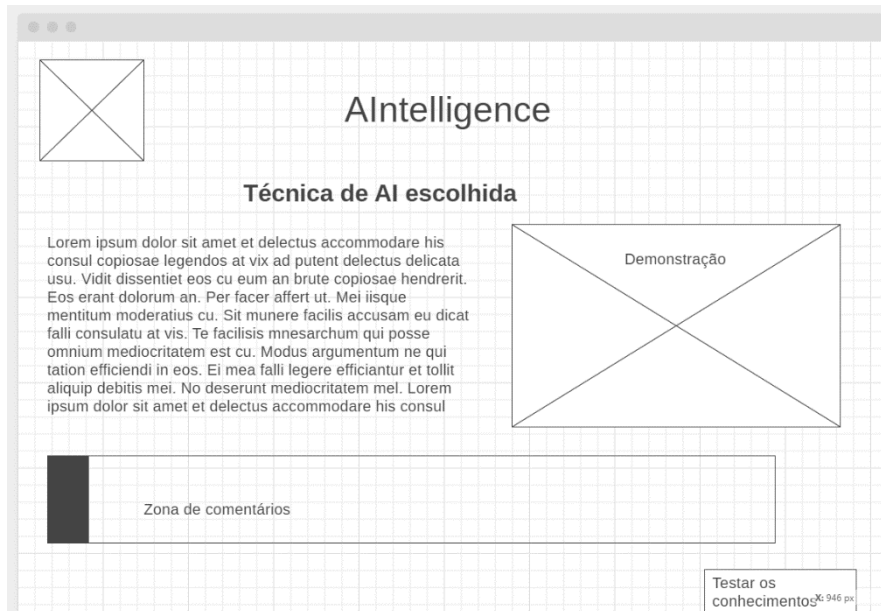 AIntelligence
Técnica de AI escolhida
Lorem ipsum dolor sit amet et delectus accommodare his
consul copiosae legendos at vix ad putent delectus delicata
usu. Vidit dissentiet eos cu eum an brute copiosae hendrerit.
Eos erant dolorum an. Per facer affert ut. Mei iisque
mentitum moderatius cu. Sit munere facilis accusam eu dicat
falli consulatu at vis. Te facilisis mnesarchum qui posse
omnium mediocritatem est cu. Modus argumentum ne qui
tation efficiendi in eos. Ei mea falli legere efficiantur et tollit
aliquip debitis mei. No deserunt mediocritatem mel. Lorem
ipsum dolor sit amet et delectus accommodare his consul
Demonstração
Zona de comentários
Testar os
conhecimentos
X: 946 px